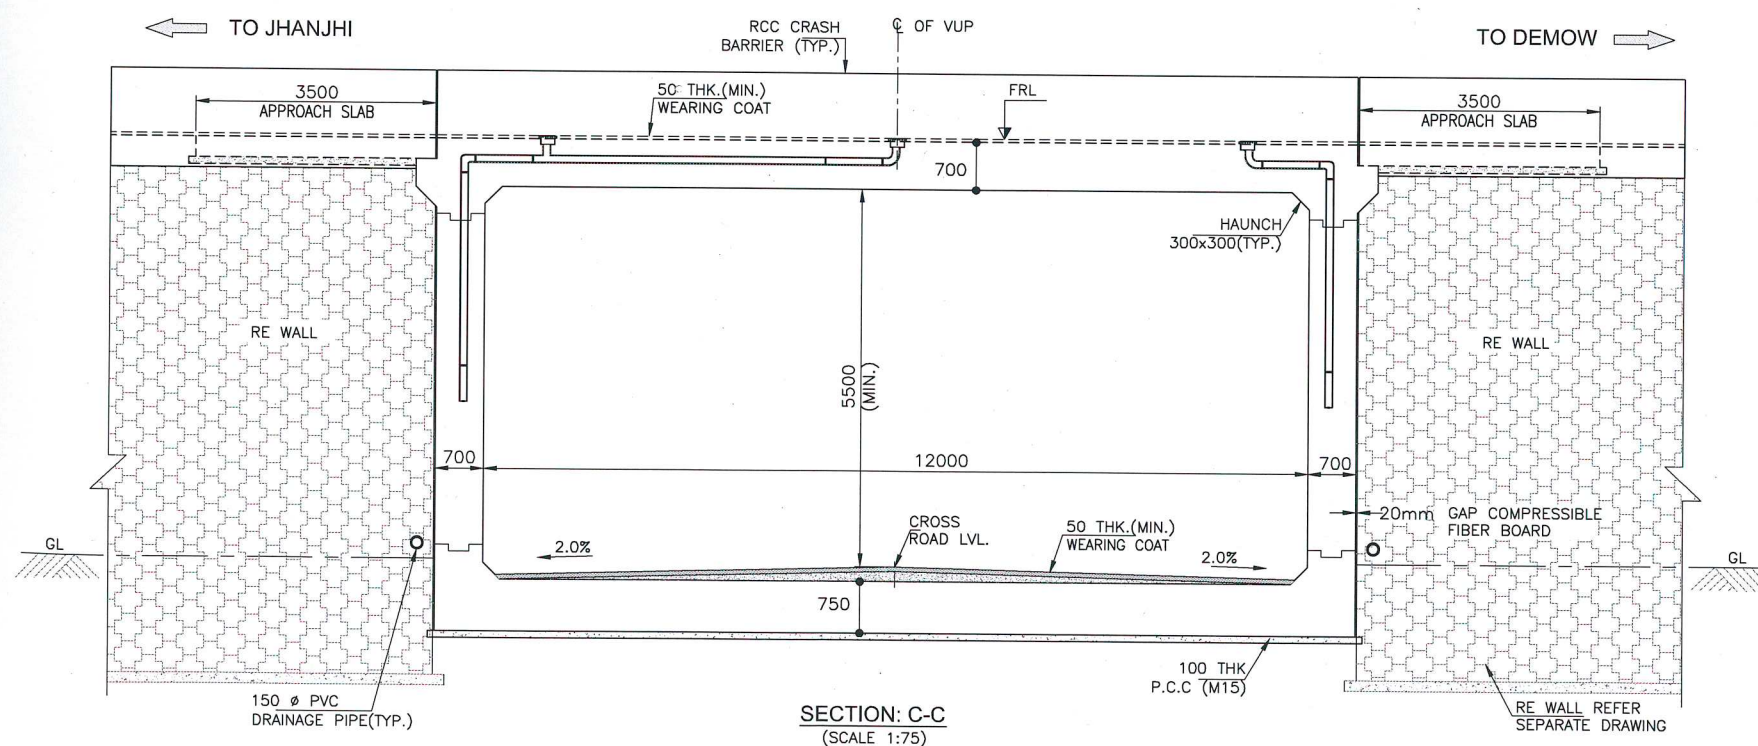 TO JHANJHI
RCC CRASH
BARRIER (TYP.)
℄ OF VUP
TO DEMOW
3500
APPROACH SLAB
50 THK.(MIN.)
WEARING COAT
FRL
3500
APPROACH SLAB
700
HAUNCH
300x300(TYP.)
RE WALL
RE WALL
5500
(MIN.)
700
12000
700
20mm GAP COMPRESSIBLE
FIBER BOARD
CROSS
ROAD LVL.
50 THK.(MIN.)
WEARING COAT
GL
2.0%
2.0%
GL
750
100 THK
P.C.C (M15)
150 ø PVC
DRAINAGE PIPE(TYP.)
SECTION: C-C
(SCALE 1:75)
RE WALL REFER
SEPARATE DRAWING